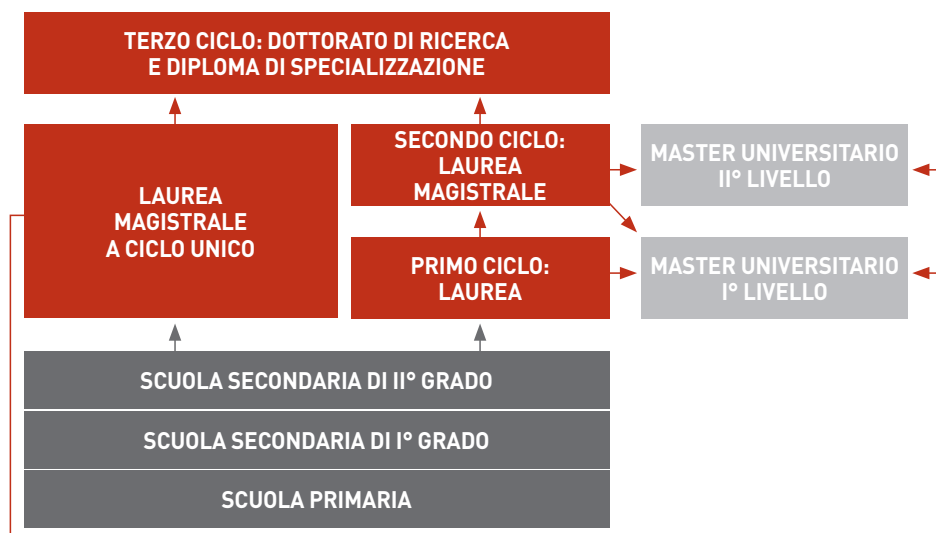 TERZO CICLO: DOTTORATO DI RICERCA
E DIPLOMA DI SPECIALIZZAZIONE
LAUREA
MAGISTRALE
A CICLO UNICO
SECONDO CICLO:
LAUREA
MAGISTRALE
MASTER UNIVERSITARIO
II° LIVELLO
PRIMO CICLO:
LAUREA
MASTER UNIVERSITARIO
I° LIVELLO
SCUOLA SECONDARIA DI II° GRADO
SCUOLA SECONDARIA DI I° GRADO
SCUOLA PRIMARIA